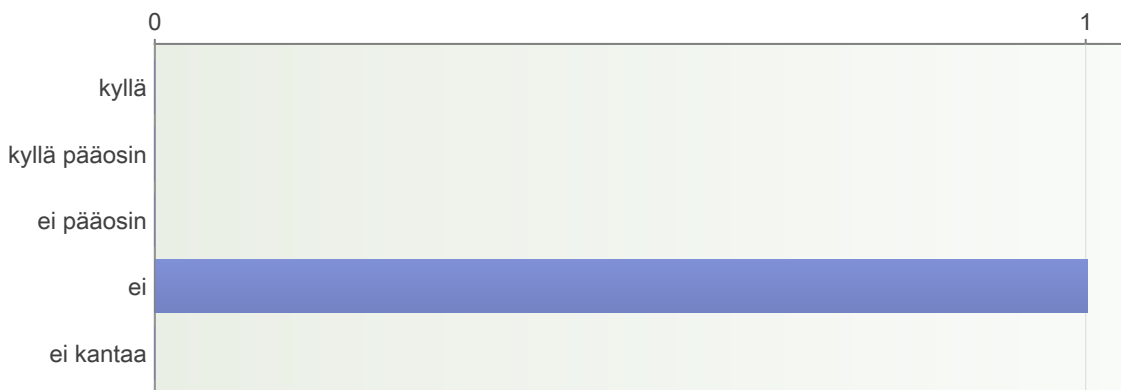 0 1
kyllä
kyllä pääosin
ei pääosin
ei
ei kantaa